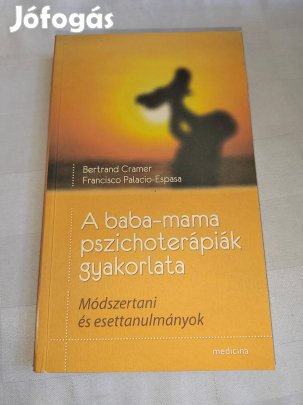 Jófogás
Bertrand Cramer
Francisco Palacio-Espasa
A baba-mama
pszichoterápiák
gyakorlata
Módszertani
és esettanulmányok
medicina